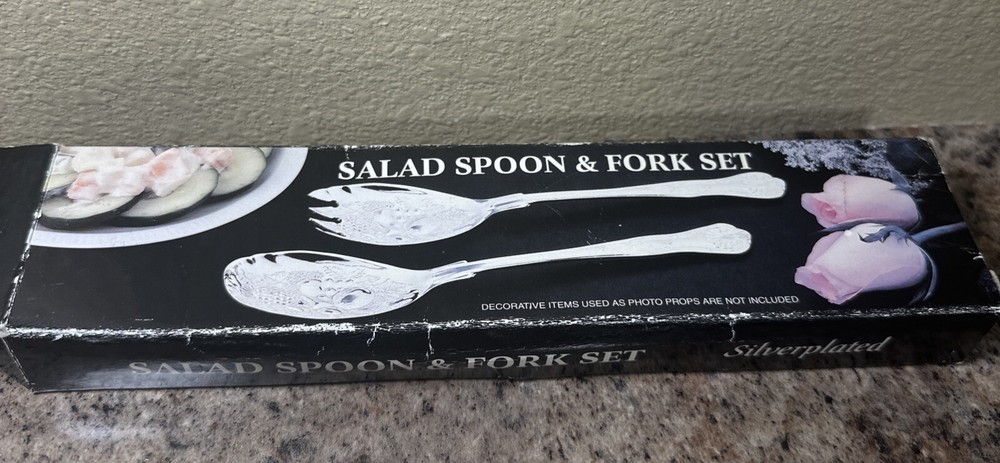 SALAD SPOON & FORK SET
DECORATIVE ITEMS USED AS PHOTO PROPS ARE NOT INCLUDED
SALAD SPOON & FORK SET
Silverplated